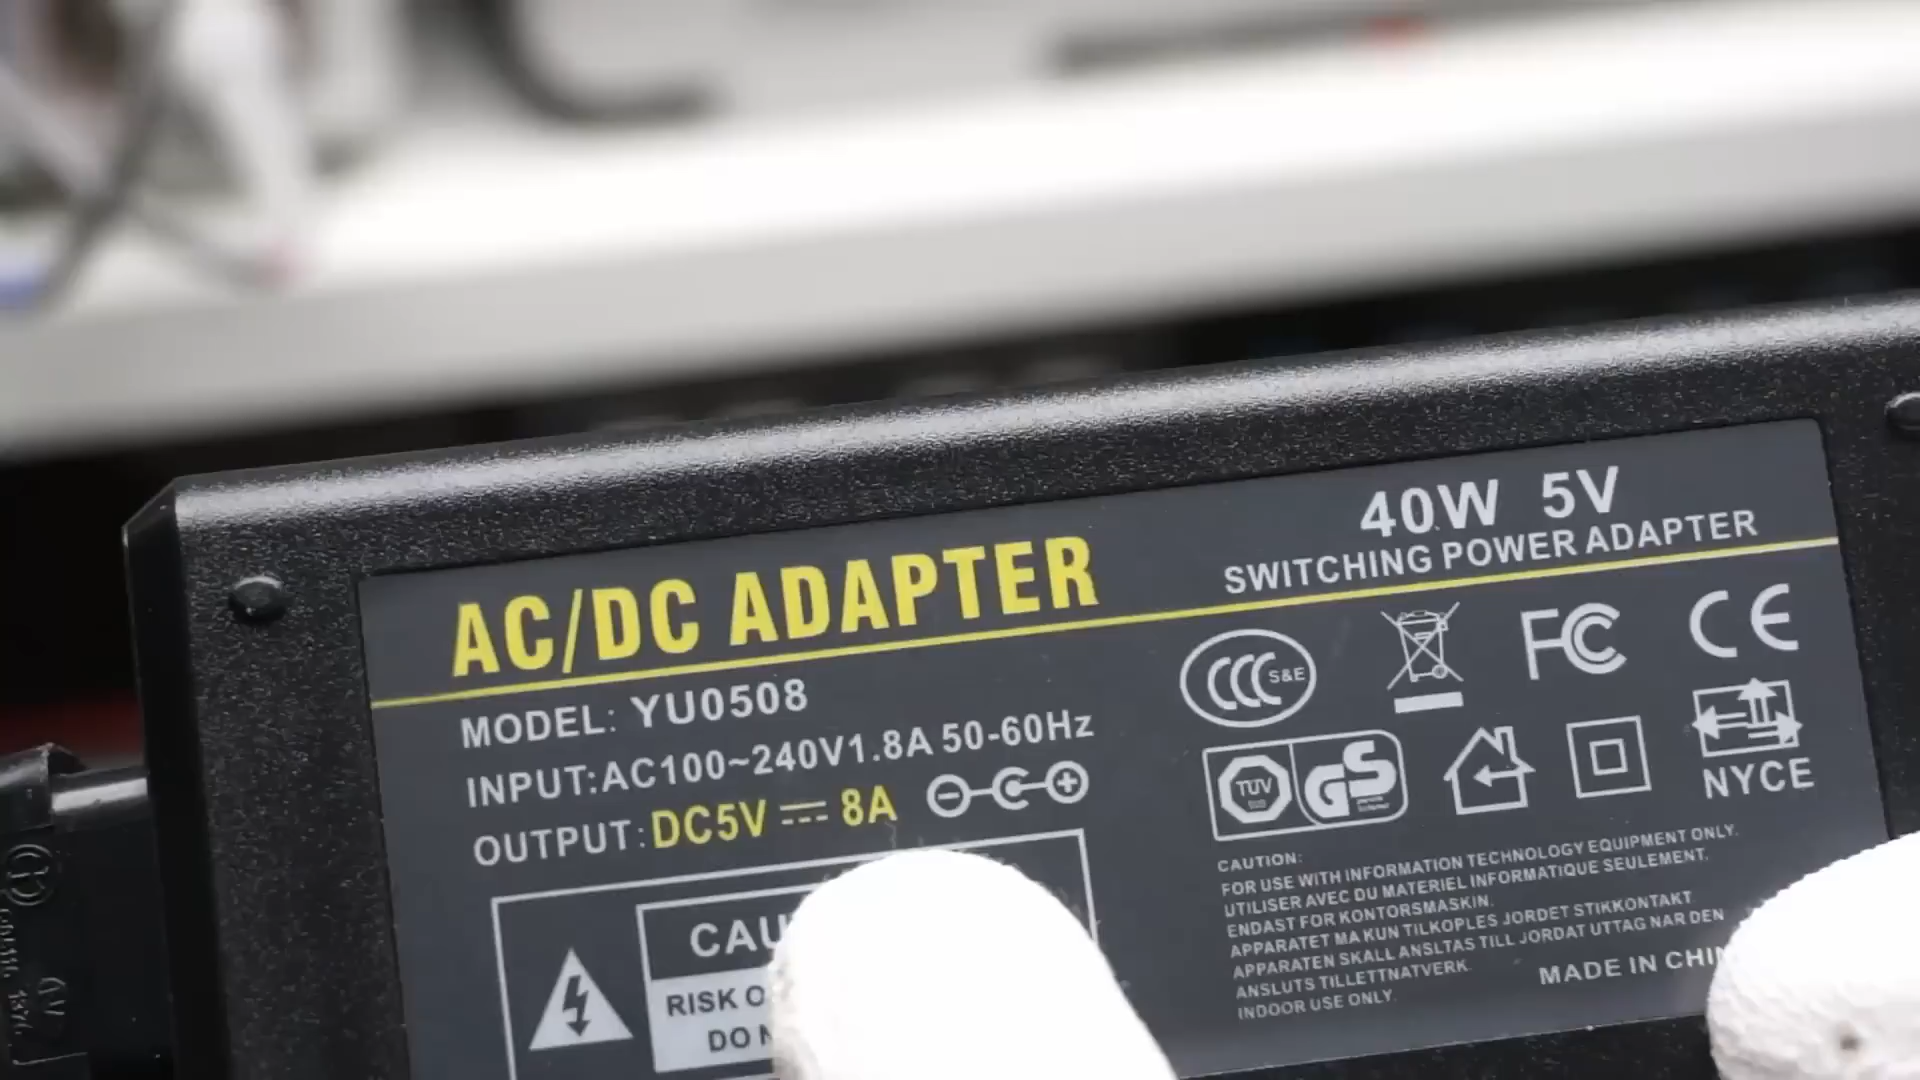 40W 5V
AC/DC ADAPTER
SWITCHING POWER ADAPTER
MODEL: YU0508
INPUT:AC100~240V1.8A 50-60Hz
OUTPUT:DC5V ⎓ 8A
CCC S&E
FC
CE
TUV
GS
NYCE
CAUTION:
FOR USE WITH INFORMATION TECHNOLOGY EQUIPMENT ONLY.
UTILISER AVEC DU MATERIEL INFORMATIQUE SEULEMENT.
ENDAST FOR KONTORSMASKIN.
APPARATET MA KUN TILKOPLES JORDET STIKKONTAKT
APPARATEN SKALL ANSLTAS TILL JORDAT UTTAG NAR DEN
ANSLUTS TILLETTNATVERK.
INDOOR USE ONLY.
MADE IN
RISK
DO